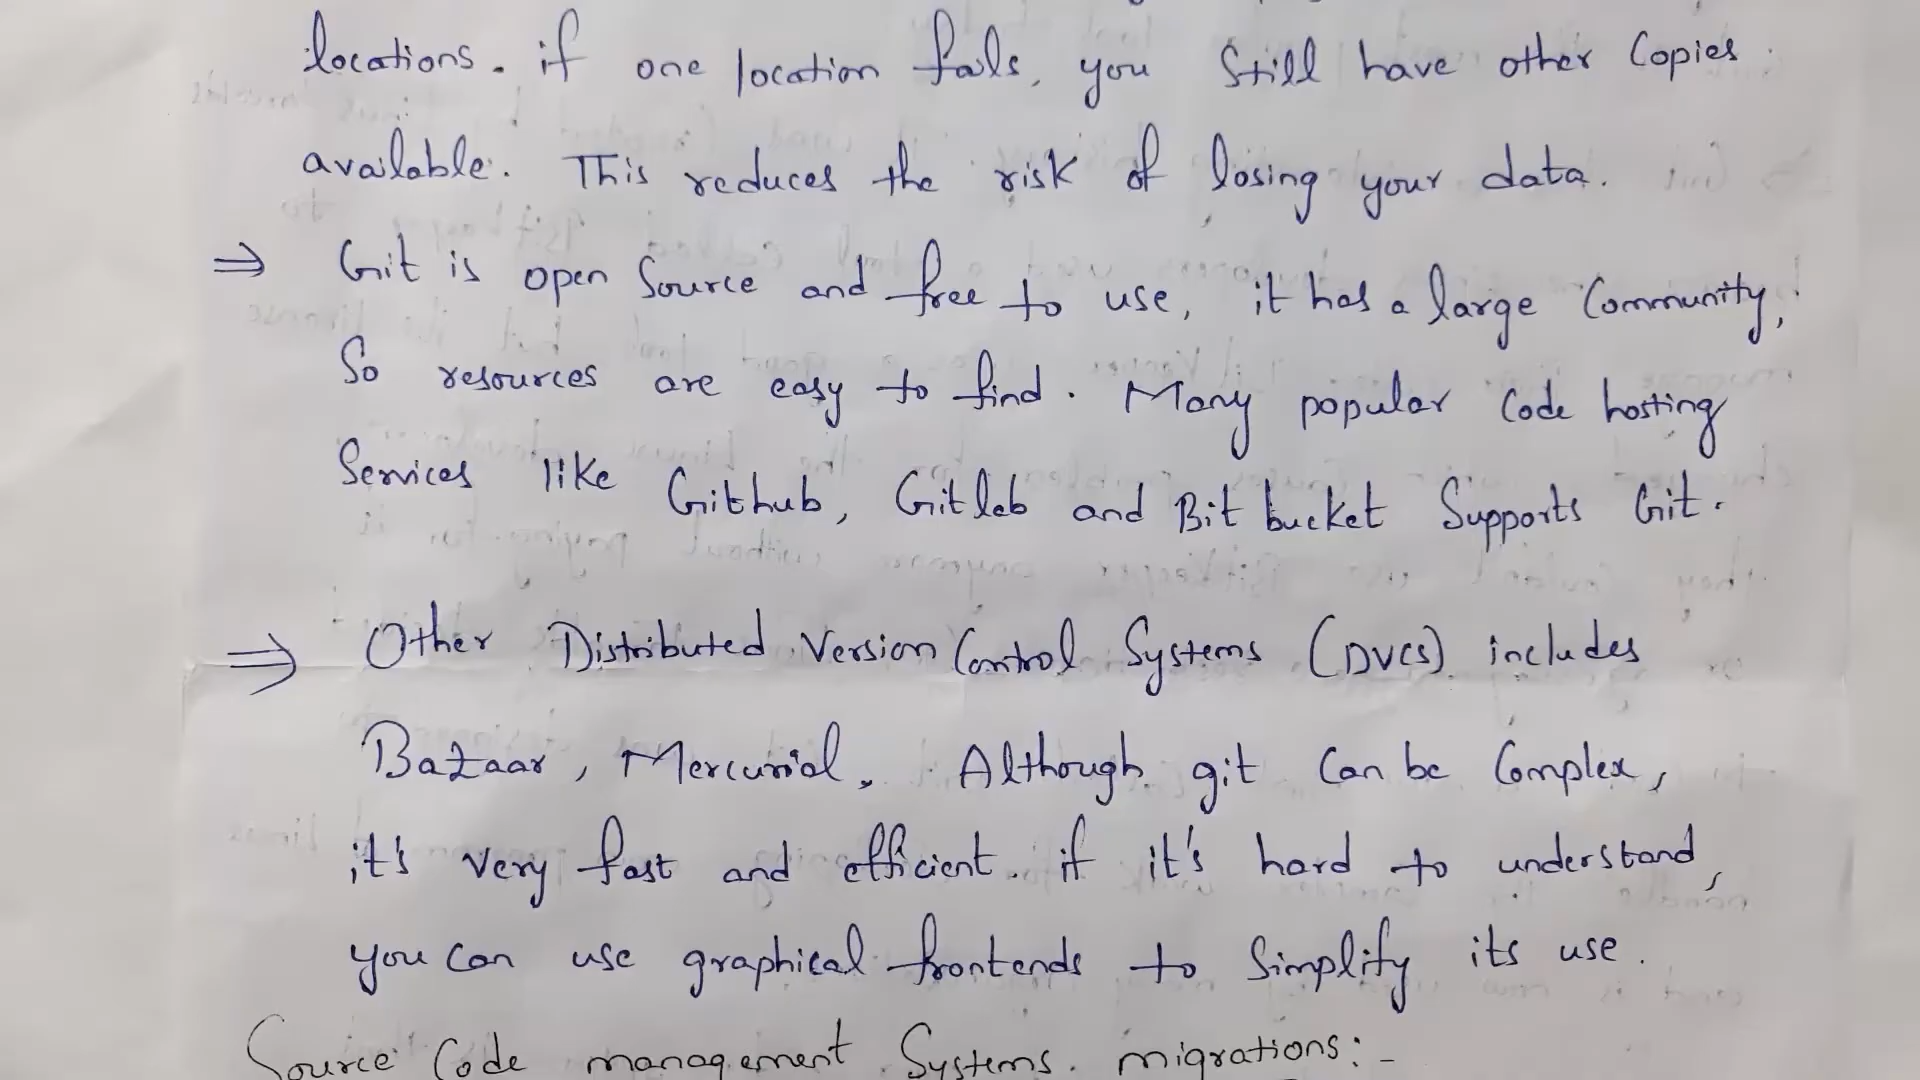 locations. if one location fails, you Still have other Copies
available. This reduces the risk of losing your data.
⇒ Git is open Source and free to use, it has a large Community,
So resources are easy to find. Many popular Code hosting
Services like Github, Gitlab and Bitbucket Supports Git.
⇒ Other Distributed Version Control Systems (DVCS) includes
Bazaar, Mercurial. Although git Can be Complex,
it's very fast and efficient. if it's hard to understand,
you can use graphical frontends to Simplify its use.
Source Code management Systems. migrations:-